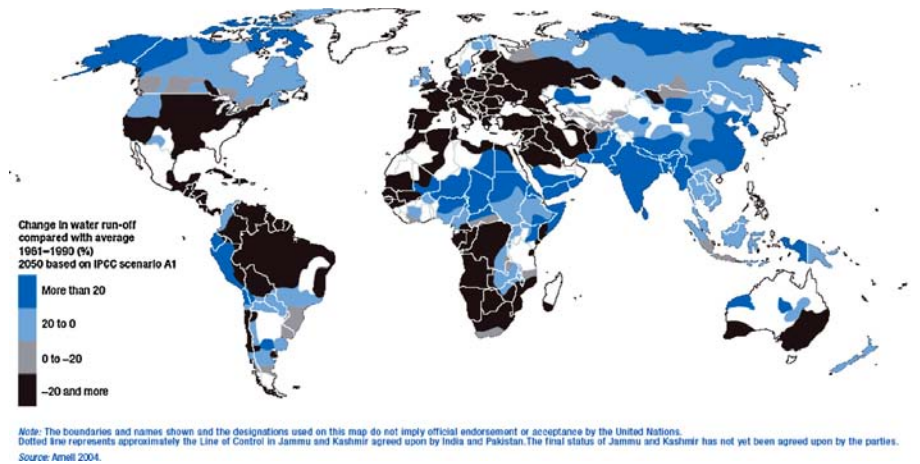 Change in water run-off
compared with average
1961–1990 (%)
2050 based on IPCC scenario A1
More than 20
20 to 0
0 to –20
–20 and more
Note: The boundaries and names shown and the designations used on this map do not imply official endorsement or acceptance by the United Nations.
Dotted line represents approximately the Line of Control in Jammu and Kashmir agreed upon by India and Pakistan.The final status of Jammu and Kashmir has not yet been agreed upon by the parties.
Source: Arnell 2004.